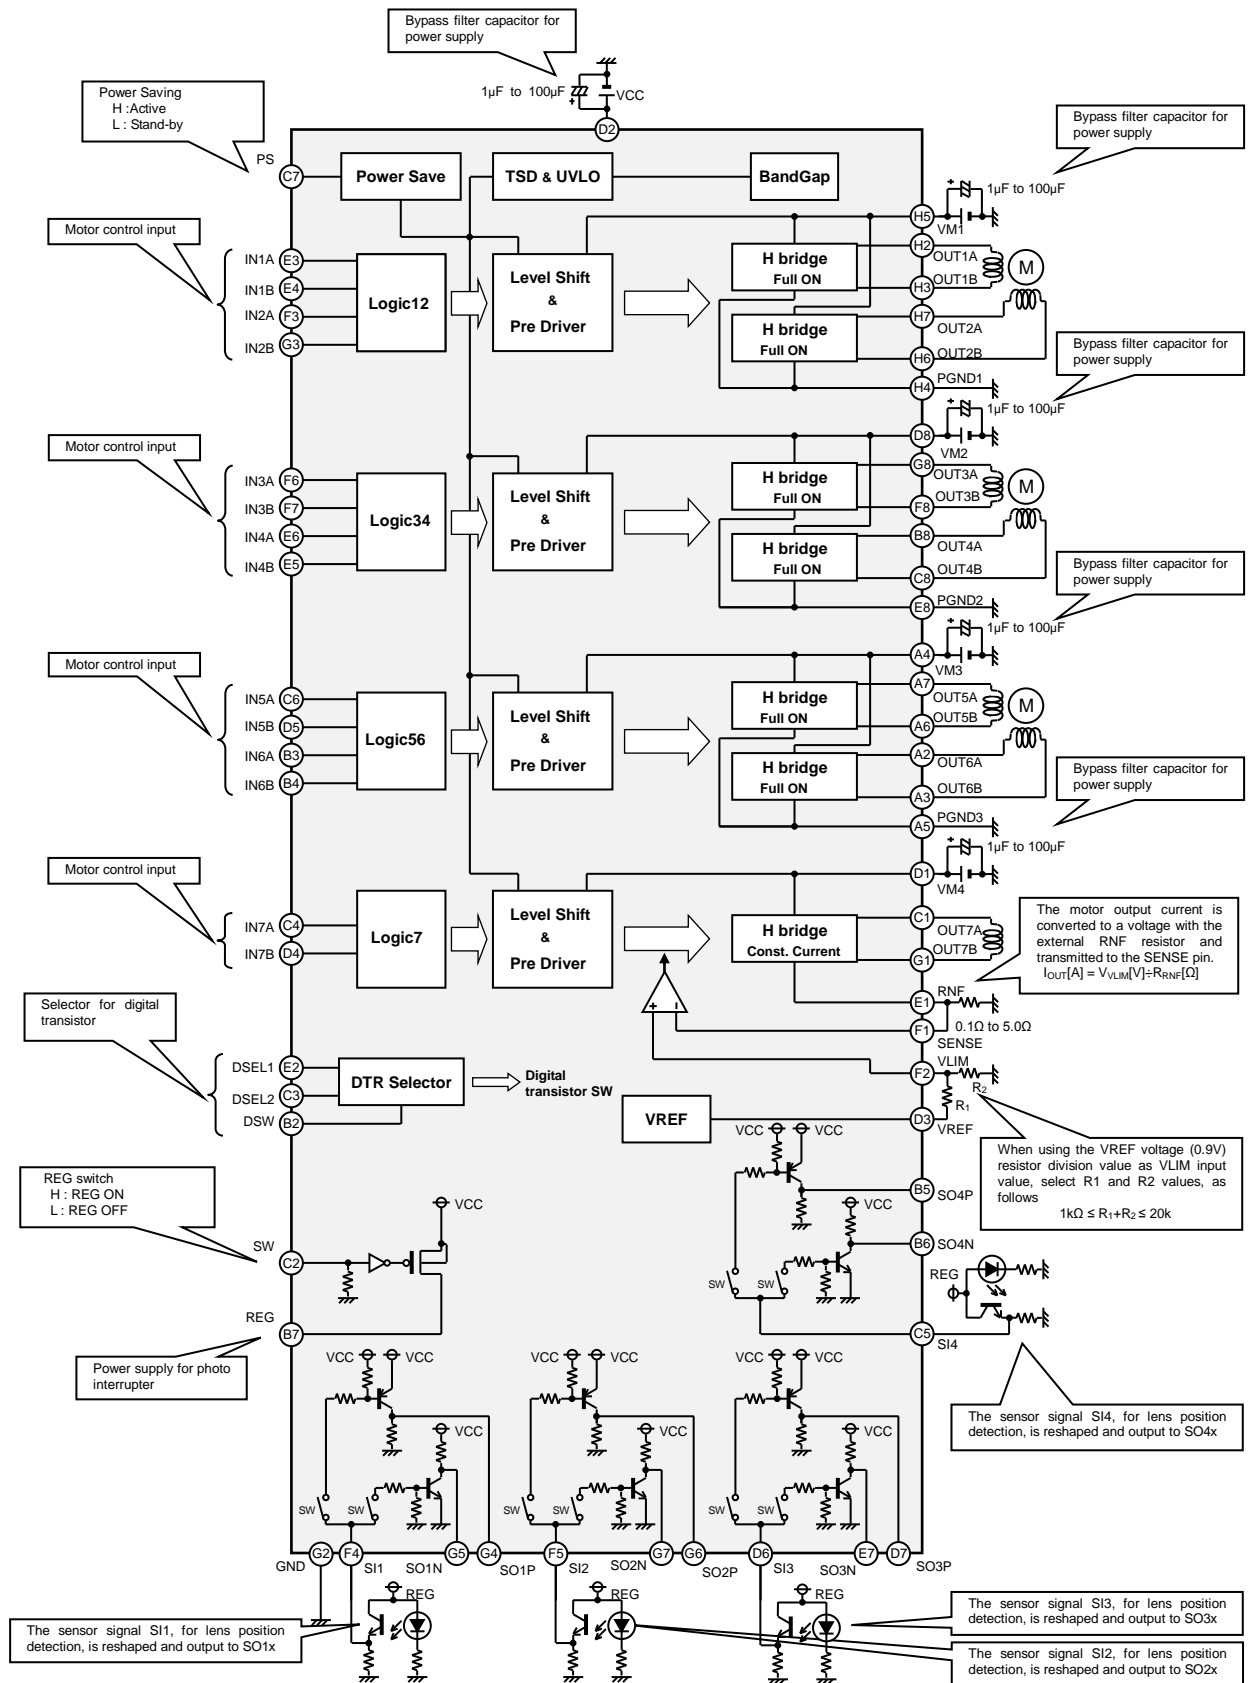 Bypass filter capacitor for
power supply
1μF to 100μF
+
VCC
D2
Power Saving
H :Active
L : Stand-by
PS
C7
Power Save
TSD & UVLO
BandGap
Bypass filter capacitor for
power supply
+
1μF to 100μF
H5
VM1
Motor control input
IN1A E3
IN1B E4
IN2A F3
IN2B G3
Logic12
Level Shift
&
Pre Driver
H bridge
Full ON
H bridge
Full ON
H2
OUT1A
OUT1B
H3
M
H7
OUT2A
OUT2B
H6
H4 PGND1
Bypass filter capacitor for
power supply
+
1μF to 100μF
D8
VM2
Motor control input
IN3A F6
IN3B F7
IN4A E6
IN4B E5
Logic34
Level Shift
&
Pre Driver
H bridge
Full ON
H bridge
Full ON
G8
OUT3A
OUT3B
F8
M
B8
OUT4A
OUT4B
C8
E8 PGND2
Bypass filter capacitor for
power supply
+
1μF to 100μF
A4
VM3
Motor control input
IN5A C6
IN5B D5
IN6A B3
IN6B B4
Logic56
Level Shift
&
Pre Driver
H bridge
Full ON
H bridge
Full ON
A7
OUT5A
OUT5B
A6
M
A2
OUT6A
OUT6B
A3
A5 PGND3
Bypass filter capacitor for
power supply
+
1μF to 100μF
D1
VM4
Motor control input
IN7A C4
IN7B D4
Logic7
Level Shift
&
Pre Driver
H bridge
Const. Current
C1
OUT7A
OUT7B
G1
The motor output current is
converted to a voltage with the
external RNF resistor and
transmitted to the SENSE pin.
IOUT[A] = VVLIM[V]÷RRNF[Ω]
+ −
E1 RNF
0.1Ω to 5.0Ω
F1
SENSE
VLIM
F2
R2
R1
D3
VREF
Selector for digital
transistor
DSEL1 E2
DSEL2 C3
DSW B2
DTR Selector
Digital
transistor SW
VREF
When using the VREF voltage (0.9V)
resistor division value as VLIM input
value, select R1 and R2 values, as
follows
1kΩ ≤ R1+R2 ≤ 20k
VCC VCC
B5 SO4P
VCC
B6 SO4N
SW SW
REG
C5
SI4
REG switch
H : REG ON
L : REG OFF
SW
C2
VCC
REG
B7
Power supply for photo
interrupter
The sensor signal SI4, for lens position
detection, is reshaped and output to SO4x
VCC VCC
VCC
SW SW
VCC VCC
VCC
SW SW
VCC VCC
VCC
SW SW
GND G2 F4 SI1 SO1N G5 G4 SO1P F5 SI2 SO2N G7 G6 SO2P D6 SI3 SO3N E7 D7 SO3P
REG
REG
REG
The sensor signal SI1, for lens position
detection, is reshaped and output to SO1x
The sensor signal SI3, for lens position
detection, is reshaped and output to SO3x
The sensor signal SI2, for lens position
detection, is reshaped and output to SO2x